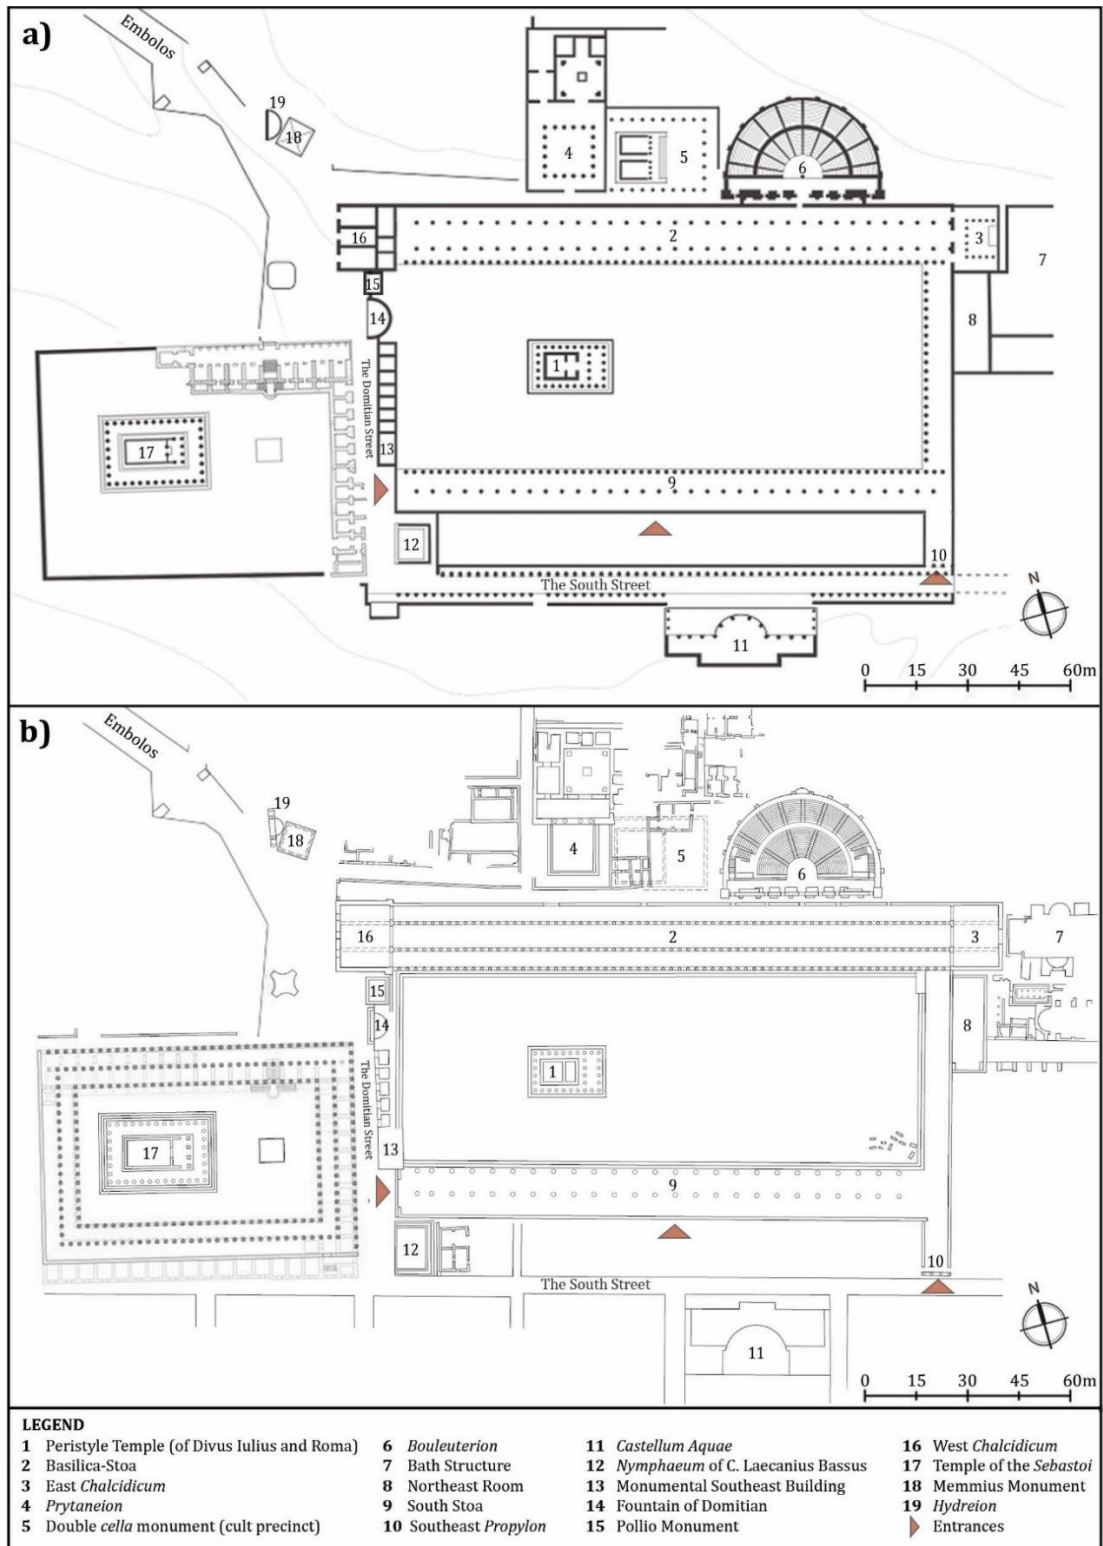 a)
Embolos
19
18
4
5
6
16
2
3
7
15
14
8
1
The Domitian Street
17
13
9
12
10
The South Street
N
11
0 15 30 45 60m
b)
Embolos
19
18
4
5
6
16
2
3
7
15
14
8
1
The Domitian Street
13
17
9
12
10
The South Street
N
11
0 15 30 45 60m
LEGEND
1 Peristyle Temple (of Divus Iulius and Roma)
2 Basilica-Stoa
3 East Chalcidicum
4 Prytaneion
5 Double cella monument (cult precinct)
6 Bouleuterion
7 Bath Structure
8 Northeast Room
9 South Stoa
10 Southeast Propylon
11 Castellum Aquae
12 Nymphaeum of C. Laecanius Bassus
13 Monumental Southeast Building
14 Fountain of Domitian
15 Pollio Monument
16 West Chalcidicum
17 Temple of the Sebastoi
18 Memmius Monument
19 Hydreion
Entrances